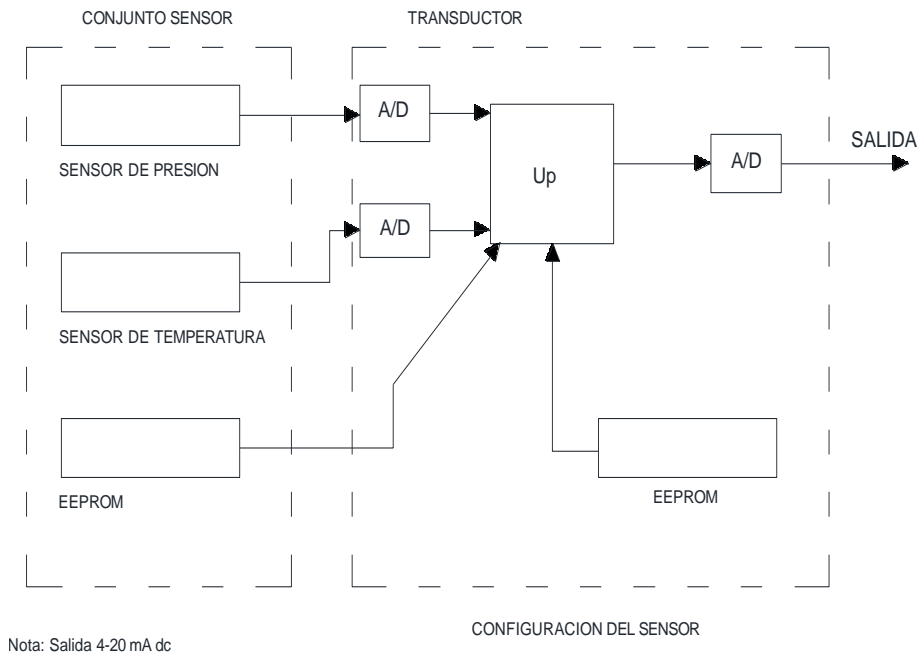 CONJUNTO SENSOR
TRANSDUCTOR
A/D
SENSOR DE PRESION
Up
A/D
SALIDA
A/D
SENSOR DE TEMPERATURA
EEPROM
EEPROM
CONFIGURACION DEL SENSOR
Nota: Salida 4-20 mA dc